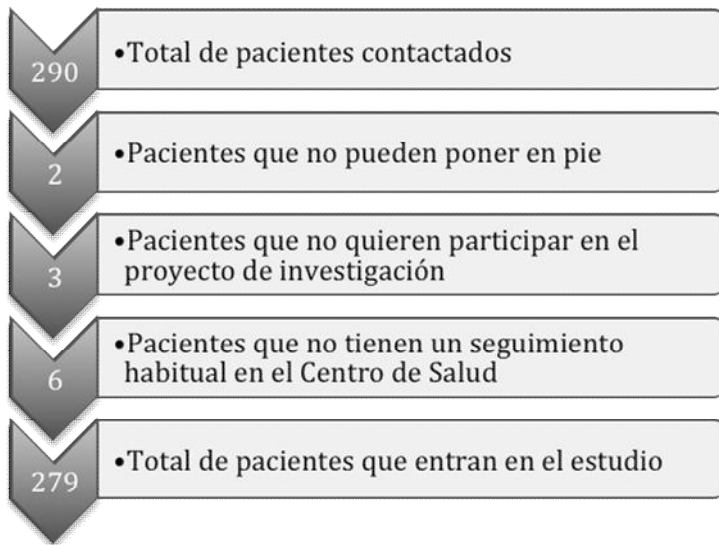 290
•Total de pacientes contactados
2
•Pacientes que no pueden poner en pie
3
•Pacientes que no quieren participar en el
proyecto de investigación
6
•Pacientes que no tienen un seguimiento
habitual en el Centro de Salud
279
•Total de pacientes que entran en el estudio